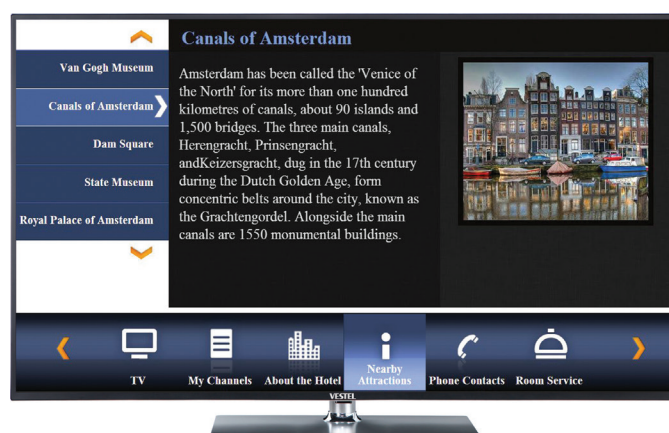 Canals of Amsterdam
Van Gogh Museum
Canals of Amsterdam
Dam Square
State Museum
Royal Palace of Amsterdam
Amsterdam has been called the 'Venice of
the North' for its more than one hundred
kilometres of canals, about 90 islands and
1,500 bridges. The three main canals,
Herengracht, Prinsengracht,
andKeizersgracht, dug in the 17th century
during the Dutch Golden Age, form
concentric belts around the city, known as
the Grachtengordel. Alongside the main
canals are 1550 monumental buildings.
TV
My Channels
About the Hotel
Nearby
Attractions
Phone Contacts
Room Service
VESTEL